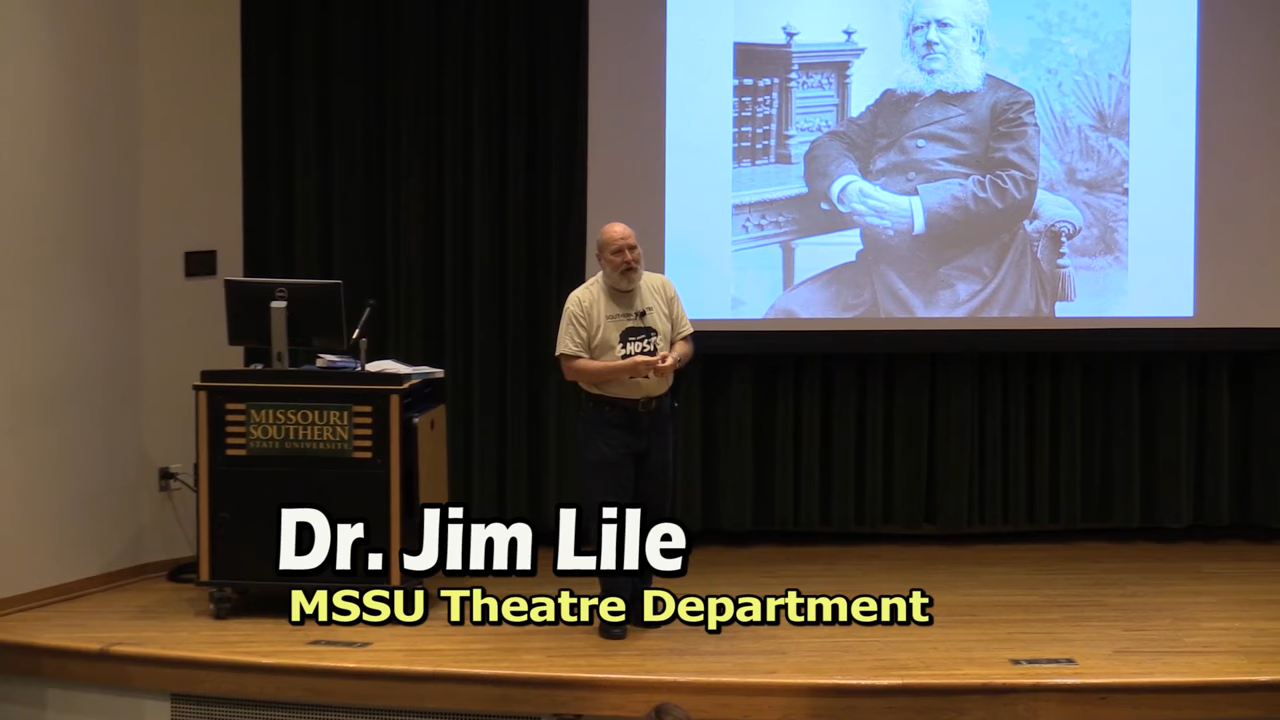 GHOSTS
MISSOURI
SOUTHERN
STATE UNIVERSITY
Dr. Jim Lile
MSSU Theatre Department